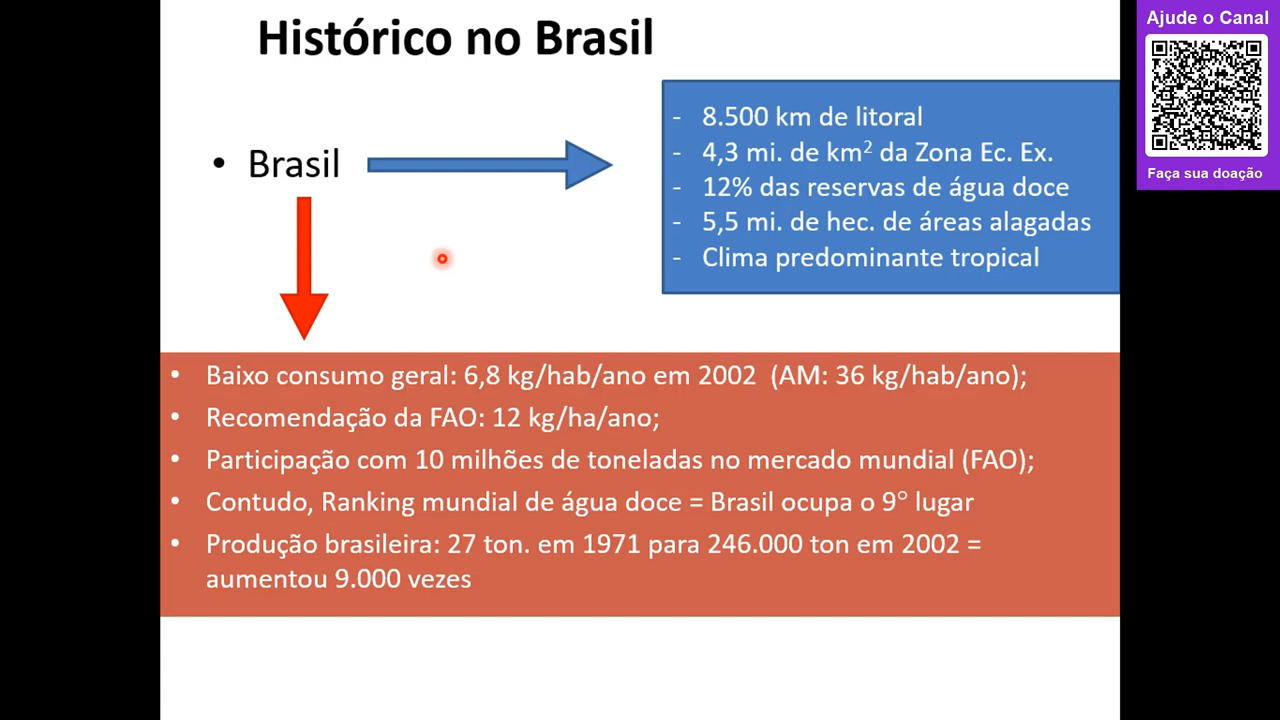 Histórico no Brasil
Ajude o Canal
Faça sua doação
• Brasil
- 8.500 km de litoral
- 4,3 mi. de km² da Zona Ec. Ex.
- 12% das reservas de água doce
- 5,5 mi. de hec. de áreas alagadas
- Clima predominante tropical
• Baixo consumo geral: 6,8 kg/hab/ano em 2002 (AM: 36 kg/hab/ano);
• Recomendação da FAO: 12 kg/ha/ano;
• Participação com 10 milhões de toneladas no mercado mundial (FAO);
• Contudo, Ranking mundial de água doce = Brasil ocupa o 9° lugar
• Produção brasileira: 27 ton. em 1971 para 246.000 ton em 2002 =
aumentou 9.000 vezes